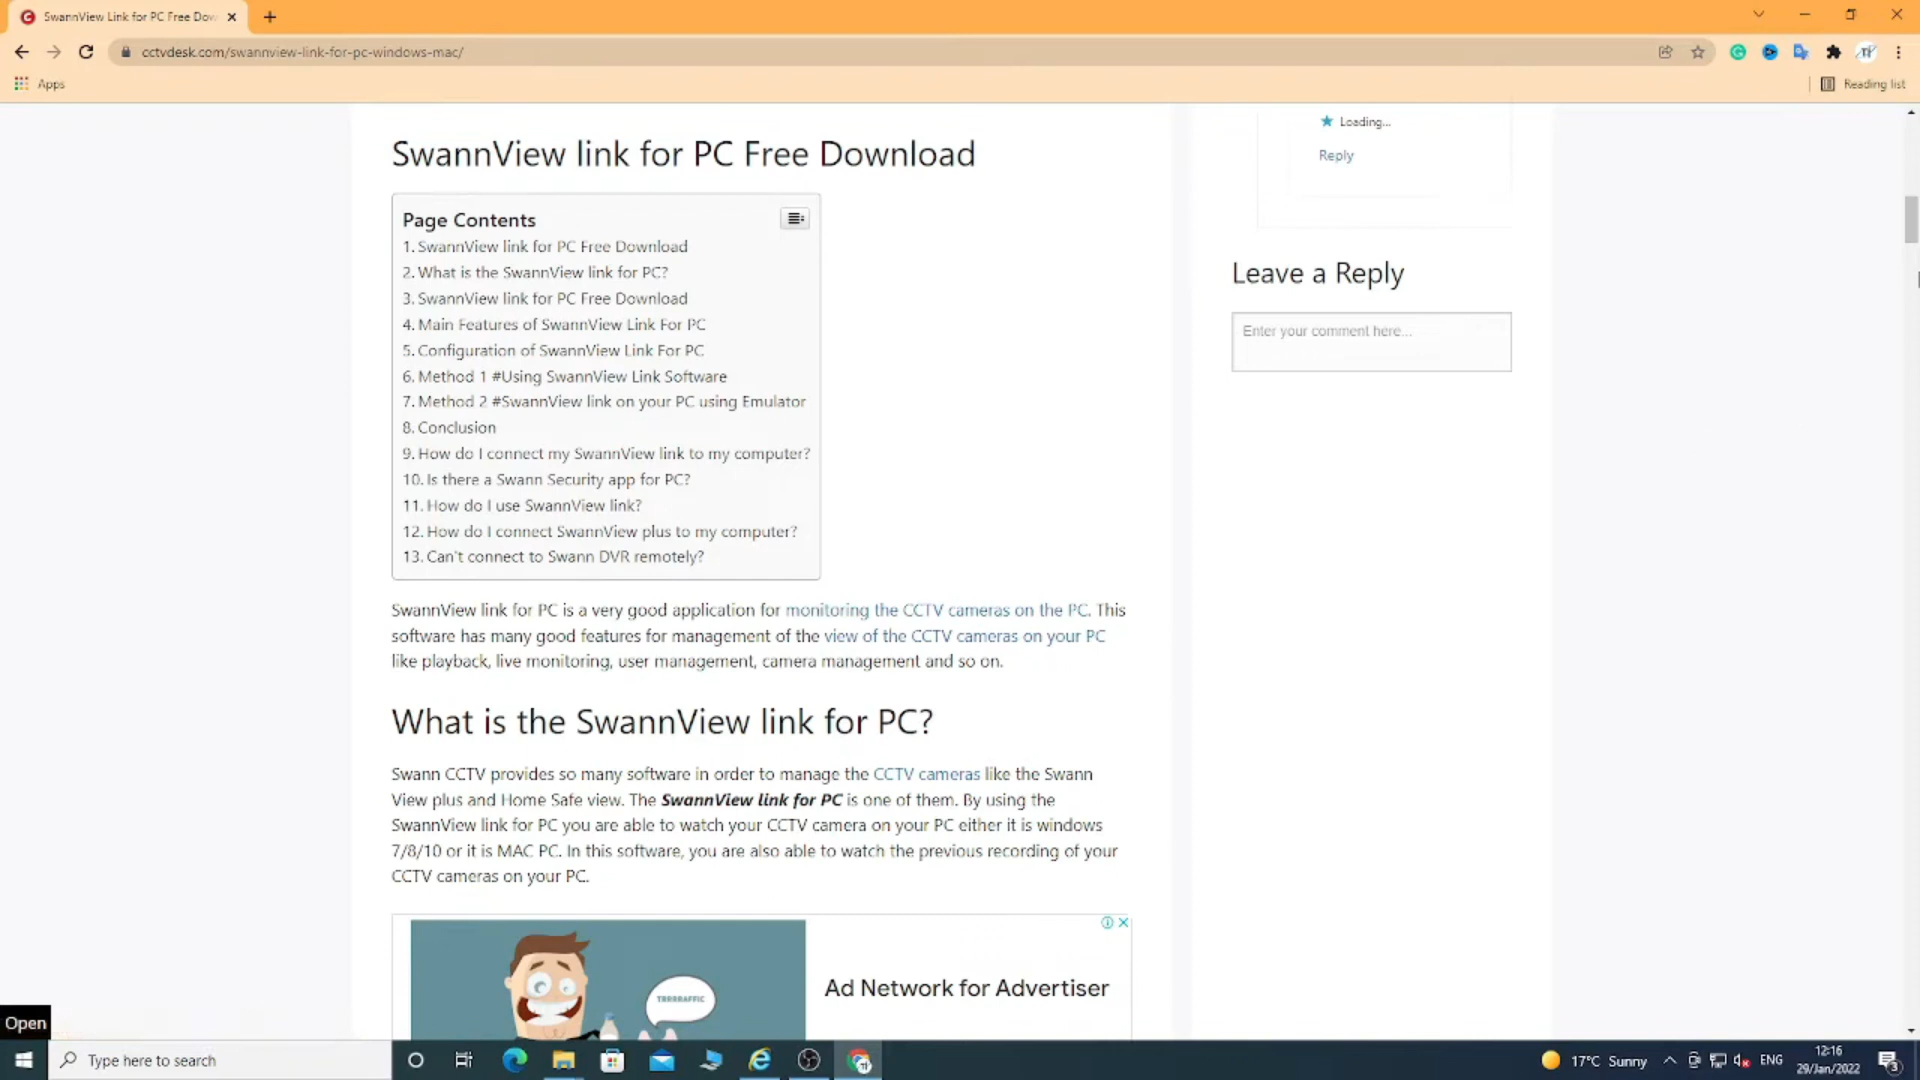 SwannView Link for PC Free Dow
cctvdesk.com/swannview-link-for-pc-windows-mac/
Apps
Reading list
SwannView link for PC Free Download
Page Contents
1. SwannView link for PC Free Download
2. What is the SwannView link for PC?
3. SwannView link for PC Free Download
4. Main Features of SwannView Link For PC
5. Configuration of SwannView Link For PC
6. Method 1 #Using SwannView Link Software
7. Method 2 #SwannView link on your PC using Emulator
8. Conclusion
9. How do I connect my SwannView link to my computer?
10. Is there a Swann Security app for PC?
11. How do I use SwannView link?
12. How do I connect SwannView plus to my computer?
13. Can't connect to Swann DVR remotely?
SwannView link for PC is a very good application for monitoring the CCTV cameras on the PC. This
software has many good features for management of the view of the CCTV cameras on your PC
like playback, live monitoring, user management, camera management and so on.
What is the SwannView link for PC?
Swann CCTV provides so many software in order to manage the CCTV cameras like the Swann
View plus and Home Safe view. The SwannView link for PC is one of them. By using the
SwannView link for PC you are able to watch your CCTV camera on your PC either it is windows
7/8/10 or it is MAC PC. In this software, you are also able to watch the previous recording of your
CCTV cameras on your PC.
TRRRRAFFIC
Ad Network for Advertiser
Loading...
Reply
Leave a Reply
Enter your comment here...
Open
Type here to search
17°C Sunny
ENG
12:16
29/Jan/2022
3